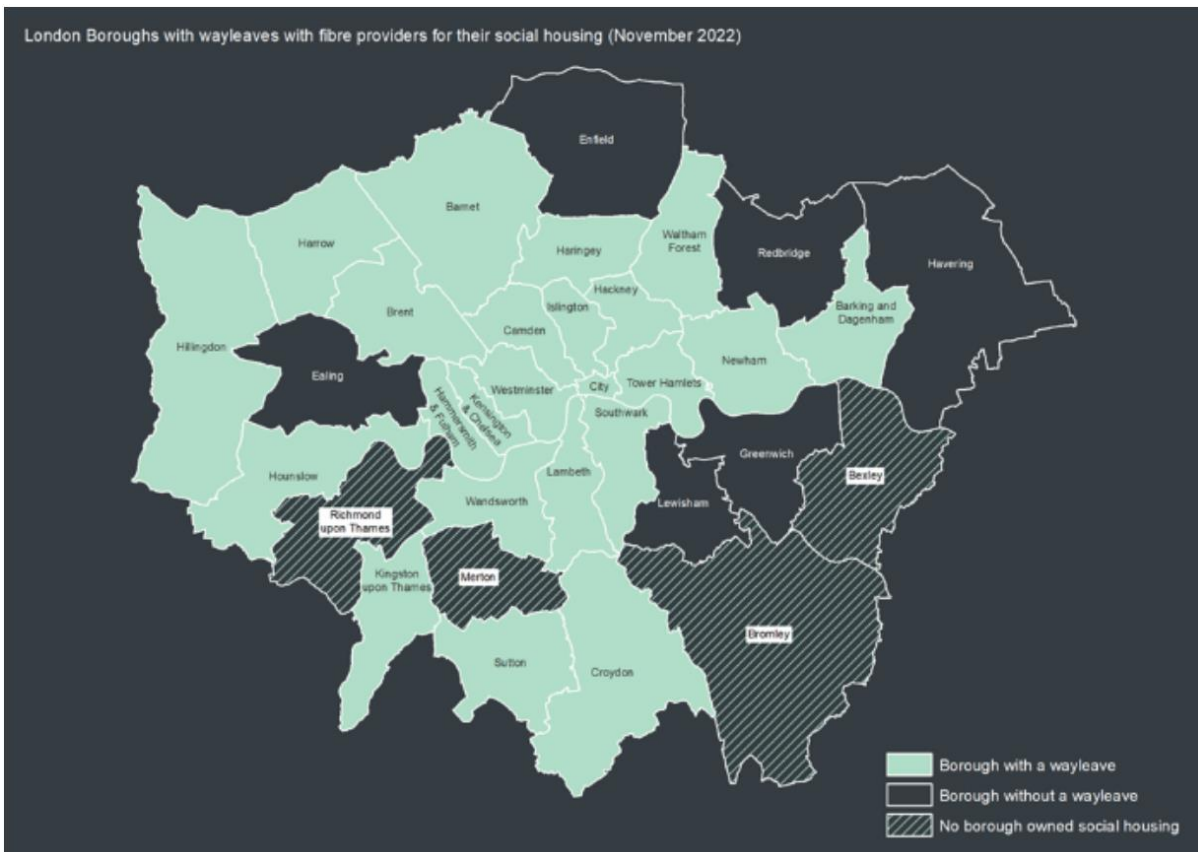 London Boroughs with wayleaves with fibre providers for their social housing (November 2022)
Enfield
Barnet
Harrow
Haringey
Waltham
Forest
Redbridge
Havering
Hackney
Islington
Barking and
Dagenham
Brent
Camden
Hillingdon
Newham
Ealing
Westminster
City
Tower Hamlets
Kensington
& Chelsea
Hammersmith
& Fulham
Southwark
Greenwich
Hounslow
Lambeth
Bexley
Wandsworth
Lewisham
Richmond
upon Thames
Kingston
upon Thames
Merton
Bromley
Sutton
Croydon
Borough with a wayleave
Borough without a wayleave
No borough owned social housing